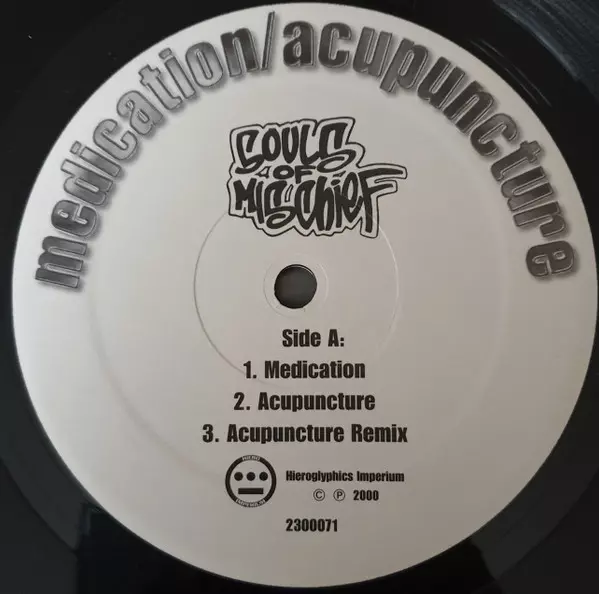 medication/acupuncture
SOULS
OF
MISCHIEF
Side A:
1. Medication
2. Acupuncture
3. Acupuncture Remix
Hieroglyphics Imperium
© ℗ 2000
2300071